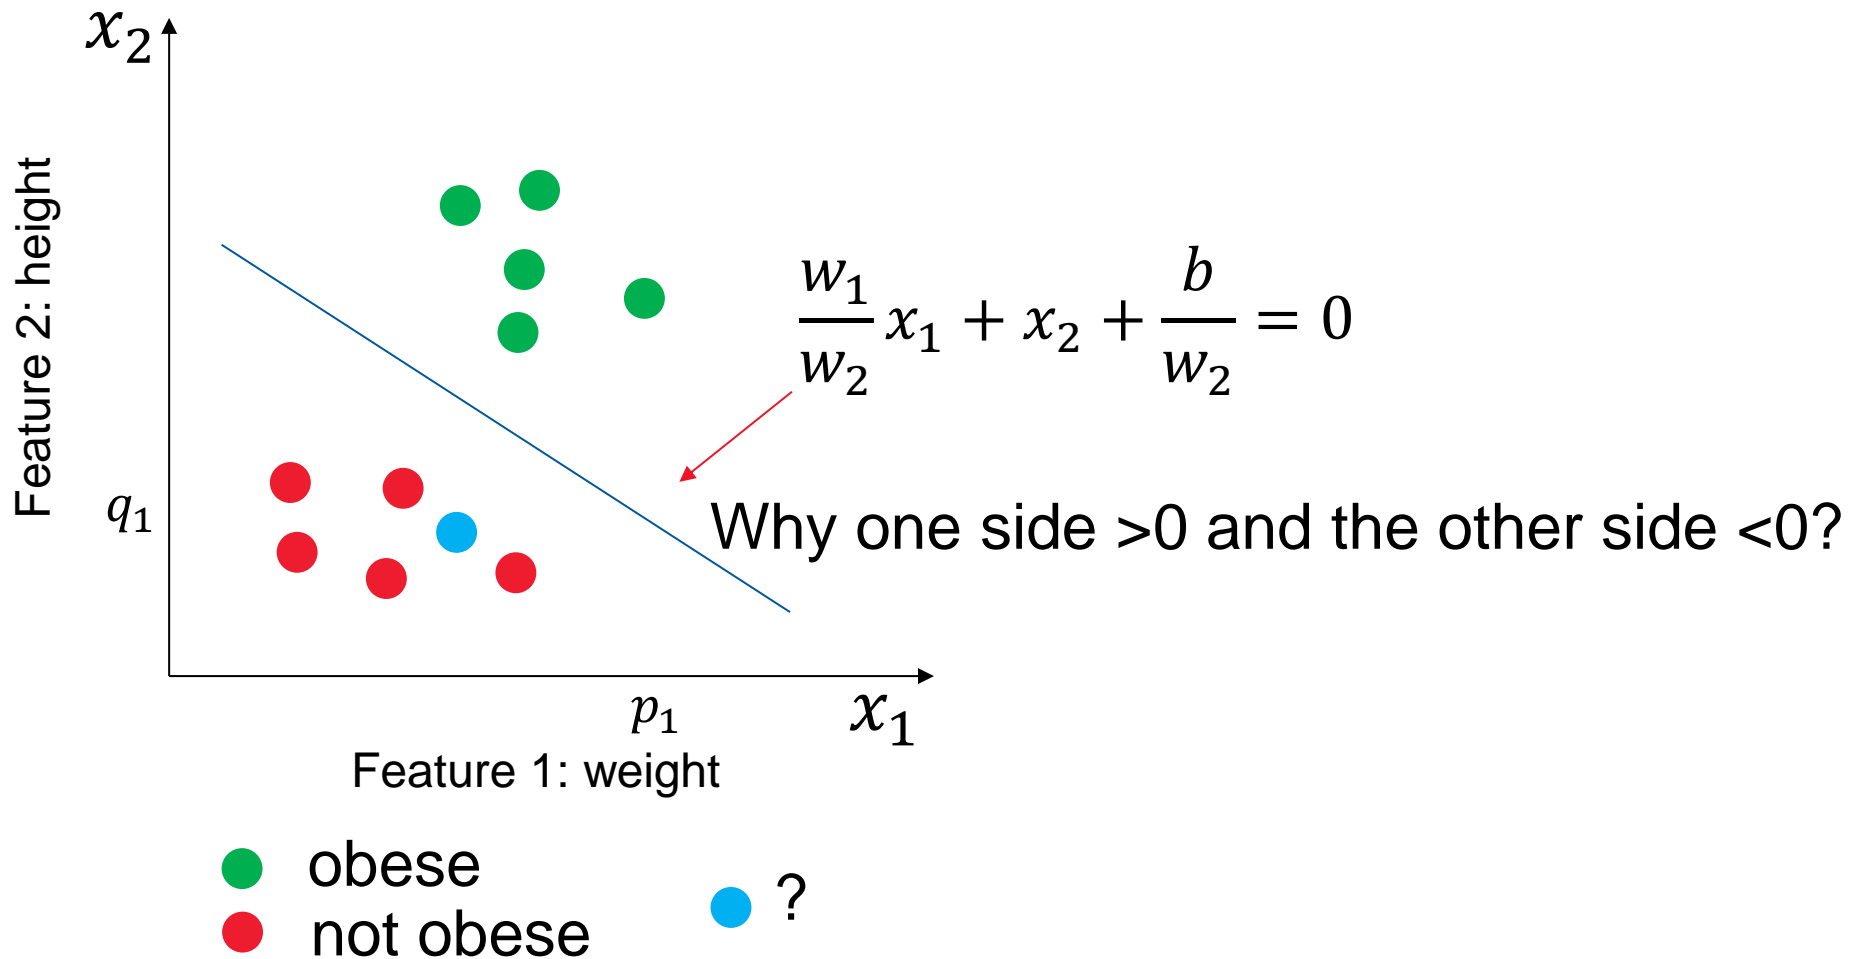 x₂
Feature 2: height
w₁/w₂ x₁ + x₂ + b/w₂ = 0
q₁
Why one side >0 and the other side <0?
p₁
x₁
Feature 1: weight
obese
?
not obese